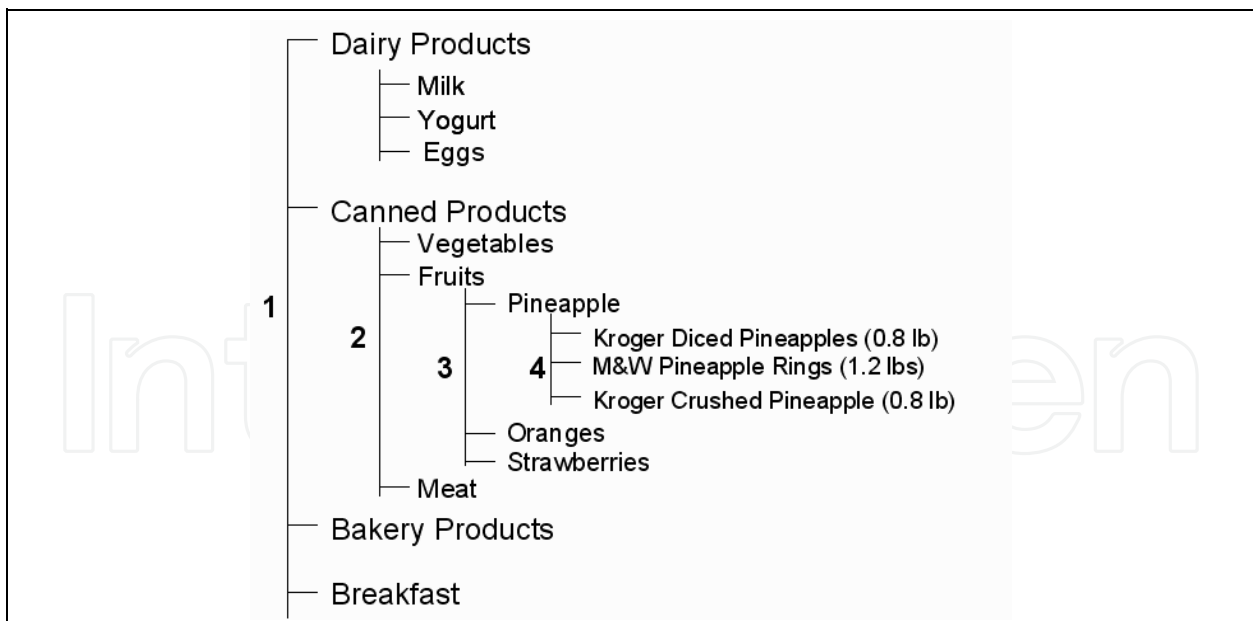 Dairy Products
Milk
Yogurt
Eggs
Canned Products
Vegetables
Fruits
1
Pineapple
2
Kroger Diced Pineapples (0.8 lb)
3
4
M&W Pineapple Rings (1.2 lbs)
Kroger Crushed Pineapple (0.8 lb)
Oranges
Strawberries
Meat
Bakery Products
Breakfast